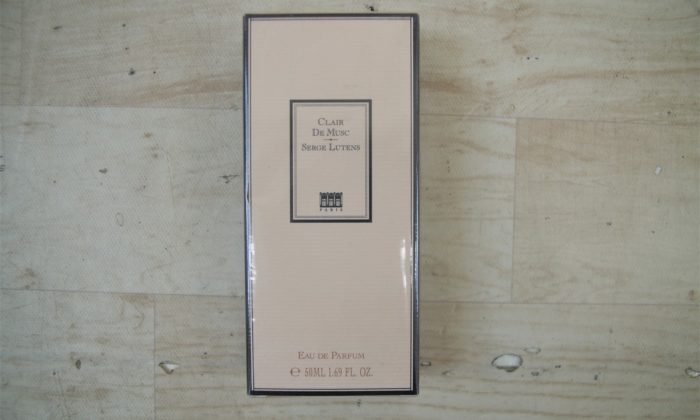 CLAIR
DE MUSC
SERGE LUTENS
PARIS
EAU DE PARFUM
℮ 50ML 1.69 FL. OZ.